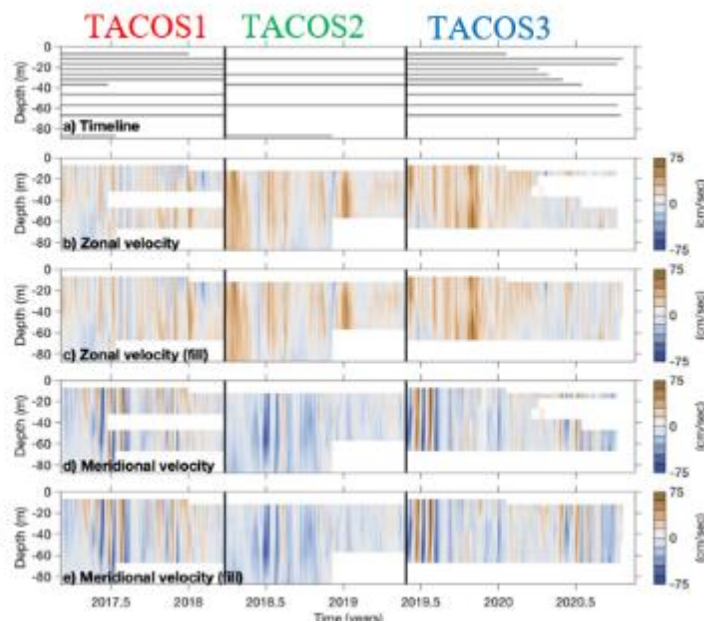 TACOS1 TACOS2 TACOS3
0
-20
-40
-60
-80
Depth (m)
a) Timeline
0
-20
-40
-60
-80
Depth (m)
b) Zonal velocity
75
0
-75
(cm/sec)
0
-20
-40
-60
-80
Depth (m)
c) Zonal velocity (fill)
75
0
-75
(cm/sec)
0
-20
-40
-60
-80
Depth (m)
d) Meridional velocity
75
0
-75
(cm/sec)
0
-20
-40
-60
-80
Depth (m)
e) Meridional velocity (fill)
75
0
-75
(cm/sec)
2017.5 2018 2018.5 2019 2019.5 2020 2020.5
Time (years)